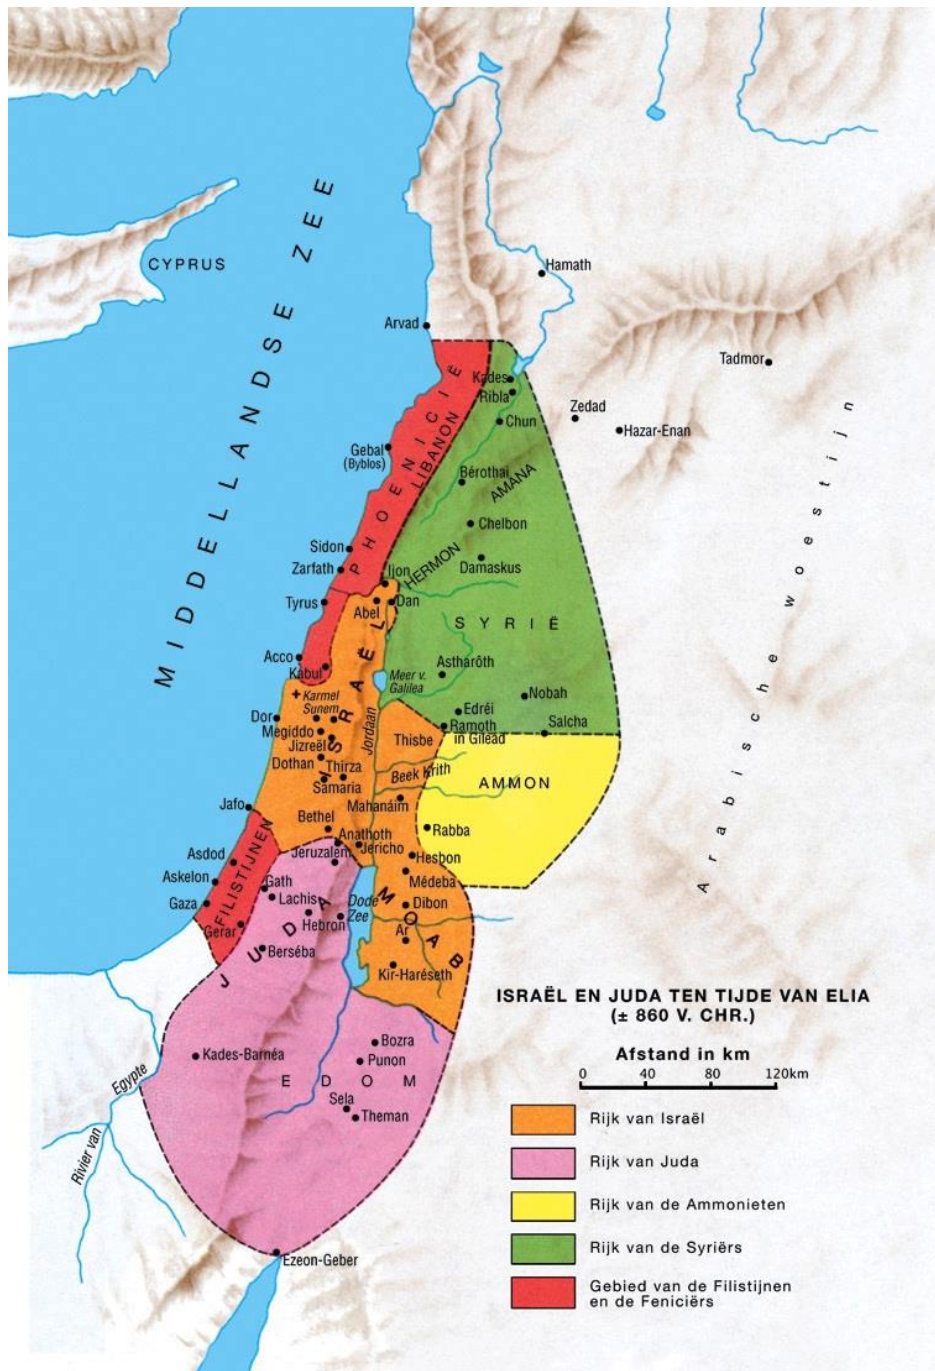 CYPRUS
MIDDELLANDSE ZEE
Hamath
Arvad
Tadmor
Kades
Ribla
Zedad
Chun
Hazar-Enan
PHOENICIË
LIBANON
Gebal
(Byblos)
Bérothai
AMANA
Chelbon
Sidon
HERMON
Damaskus
Zarfath
Ijon
Tyrus
Abel
Dan
SYRIË
Arabische woestijn
Acco
Kabul
ISRAËL
Meer v.
Galilea
Astharôth
Nobah
Karmel
Sunem
Dor
Edréi
Megiddo
Jordaan
Ramoth
in Gilead
Salcha
Jizreël
Thisbe
Dothan
Thirza
Beek Krith
AMMON
Samaria
Mahanáim
Jafo
Bethel
Rabba
Anathoth
Jericho
Jeruzalem
Hesbon
FILISTIJNEN
Asdod
Askelon
Gath
Médeba
Gaza
Lachis
Dode
Zee
MOAB
Dibon
JUDA
Hebron
Gerar
Ar
Berséba
Kir-Haréseth
ISRAËL EN JUDA TEN TIJDE VAN ELIA
(± 860 V. CHR.)
Afstand in km
0 40 80 120km
Bozra
Kades-Barnéa
Punon
EDOM
Sela
Theman
Rivier van
Egypte
Ezeon-Geber
Rijk van Israël
Rijk van Juda
Rijk van de Ammonieten
Rijk van de Syriërs
Gebied van de Filistijnen
en de Feniciërs